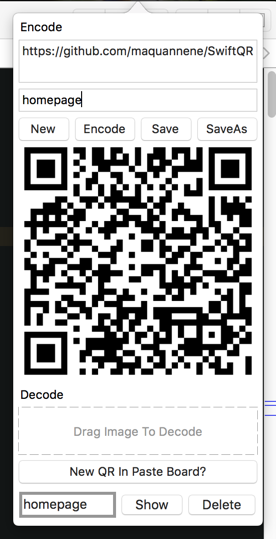 Encode
https://github.com/maquannene/SwiftQR
homepage
New Encode Save SaveAs
Decode
Drag Image To Decode
New QR In Paste Board?
homepage Show Delete